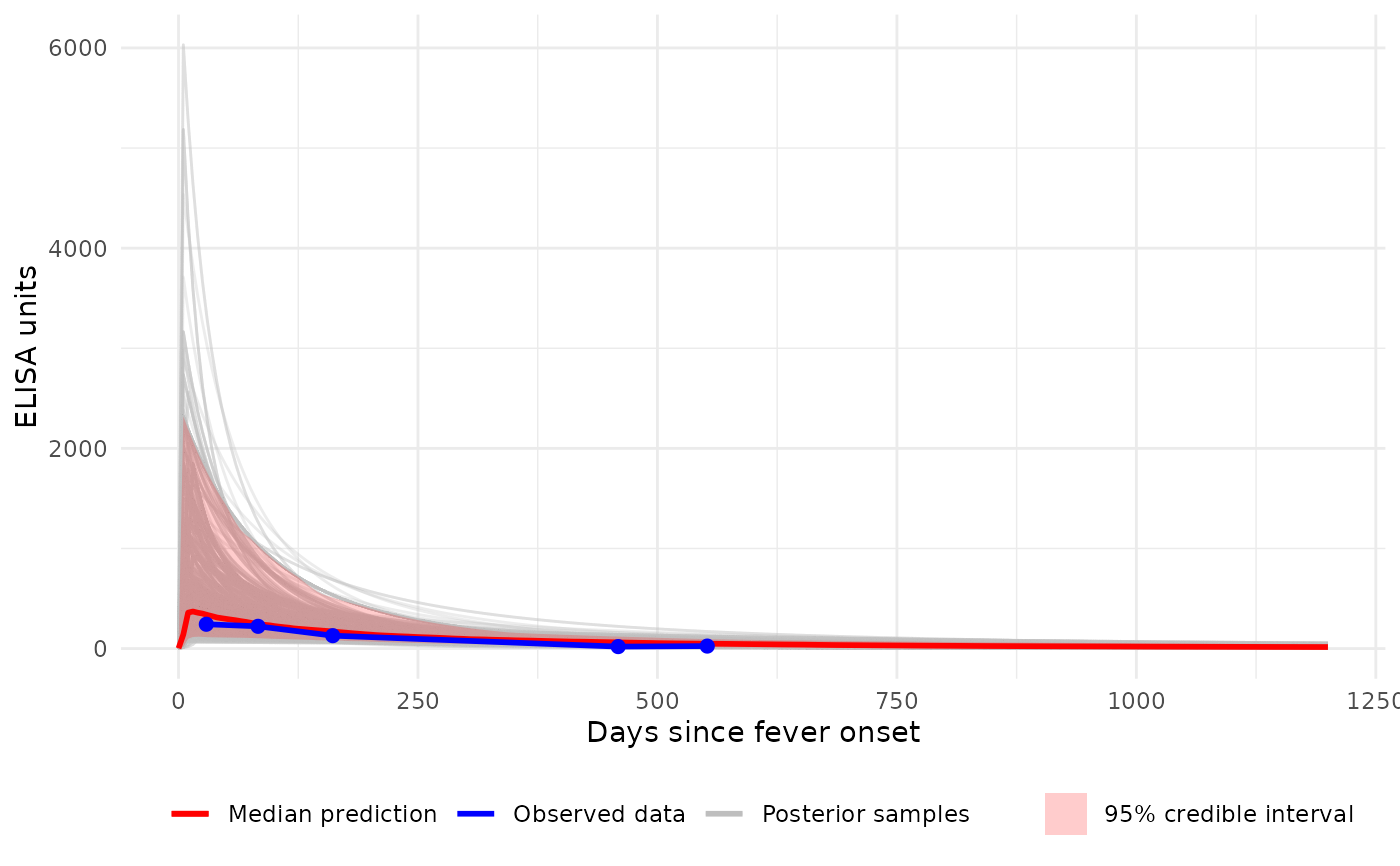 6000
4000
2000
0
ELISA units
0 250 500 750 1000 1250
Days since fever onset
Median prediction Observed data Posterior samples 95% credible interval